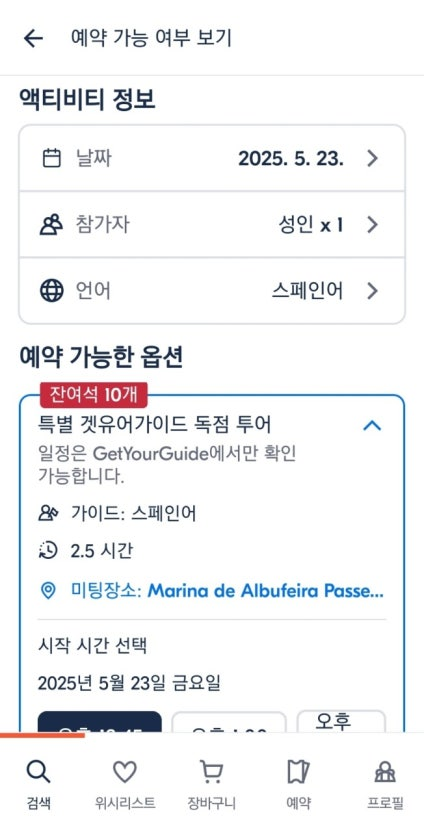 예약 가능 여부 보기
액티비티 정보
날짜 2025. 5. 23.
참가자 성인 x 1
언어 스페인어
예약 가능한 옵션
잔여석 10개
특별 겟유어가이드 독점 투어
일정은 GetYourGuide에서만 확인
가능합니다.
가이드: 스페인어
2.5 시간
미팅장소: Marina de Albufeira Passe...
시작 시간 선택
2025년 5월 23일 금요일
오후
검색 위시리스트 장바구니 예약 프로필